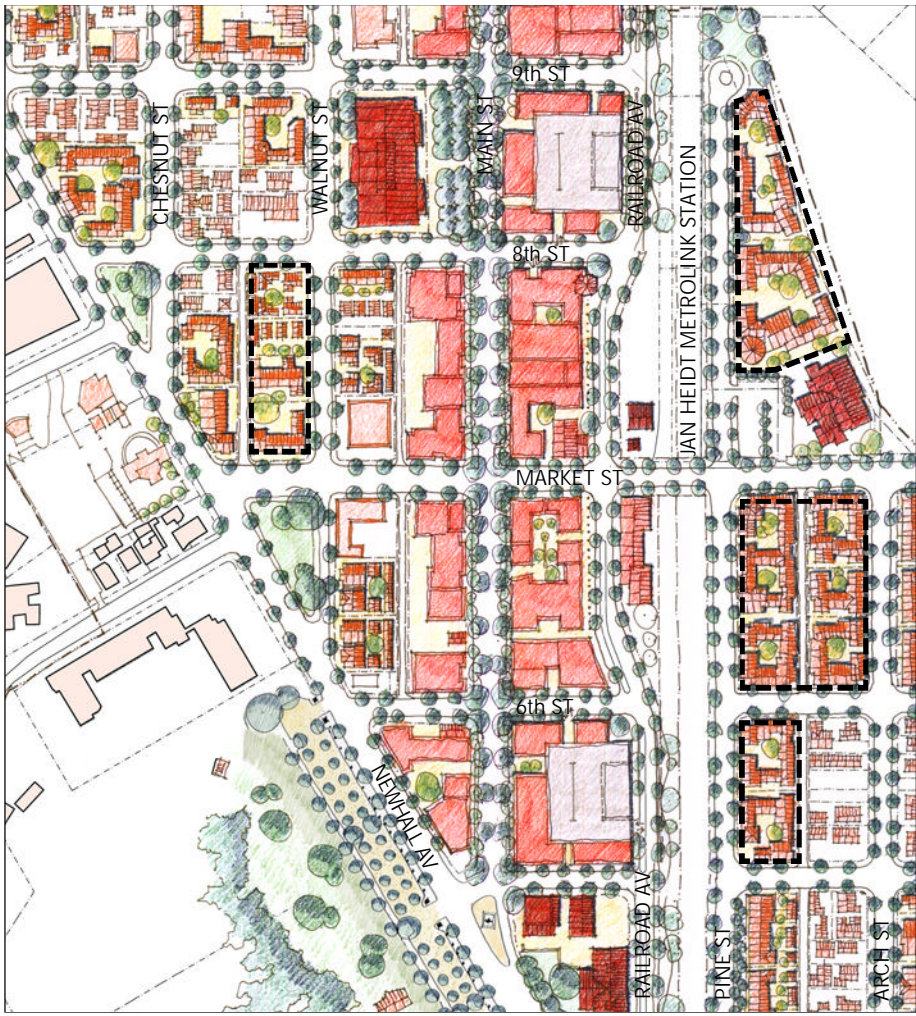 9th ST
CHESNUT ST
WALNUT ST
MAIN ST
RAILROAD AV
JAN HEIDT METROLINK STATION
8th ST
MARKET ST
6th ST
NEWHALL AV
RAILROAD AV
PINE ST
ARCH ST